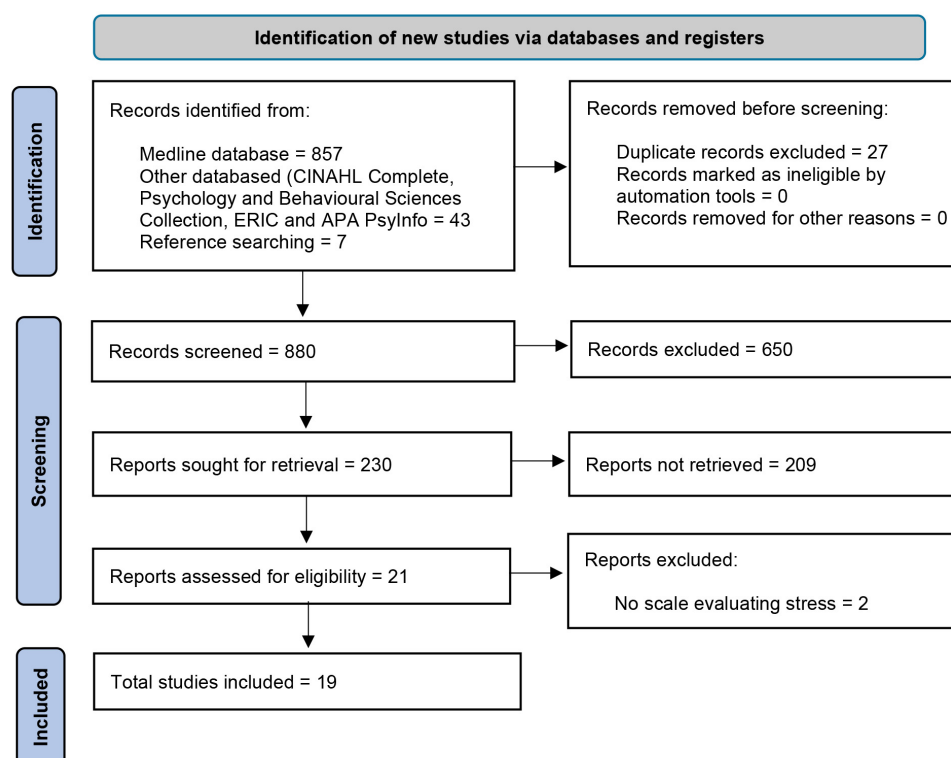 Identification of new studies via databases and registers
Identification
Records identified from:
Medline database = 857
Other databased (CINAHL Complete,
Psychology and Behavioural Sciences
Collection, ERIC and APA PsyInfo = 43
Reference searching = 7
Records removed before screening:
Duplicate records excluded = 27
Records marked as ineligible by
automation tools = 0
Records removed for other reasons = 0
Screening
Records screened = 880
Records excluded = 650
Reports sought for retrieval = 230
Reports not retrieved = 209
Reports assessed for eligibility = 21
Reports excluded:
No scale evaluating stress = 2
Included
Total studies included = 19